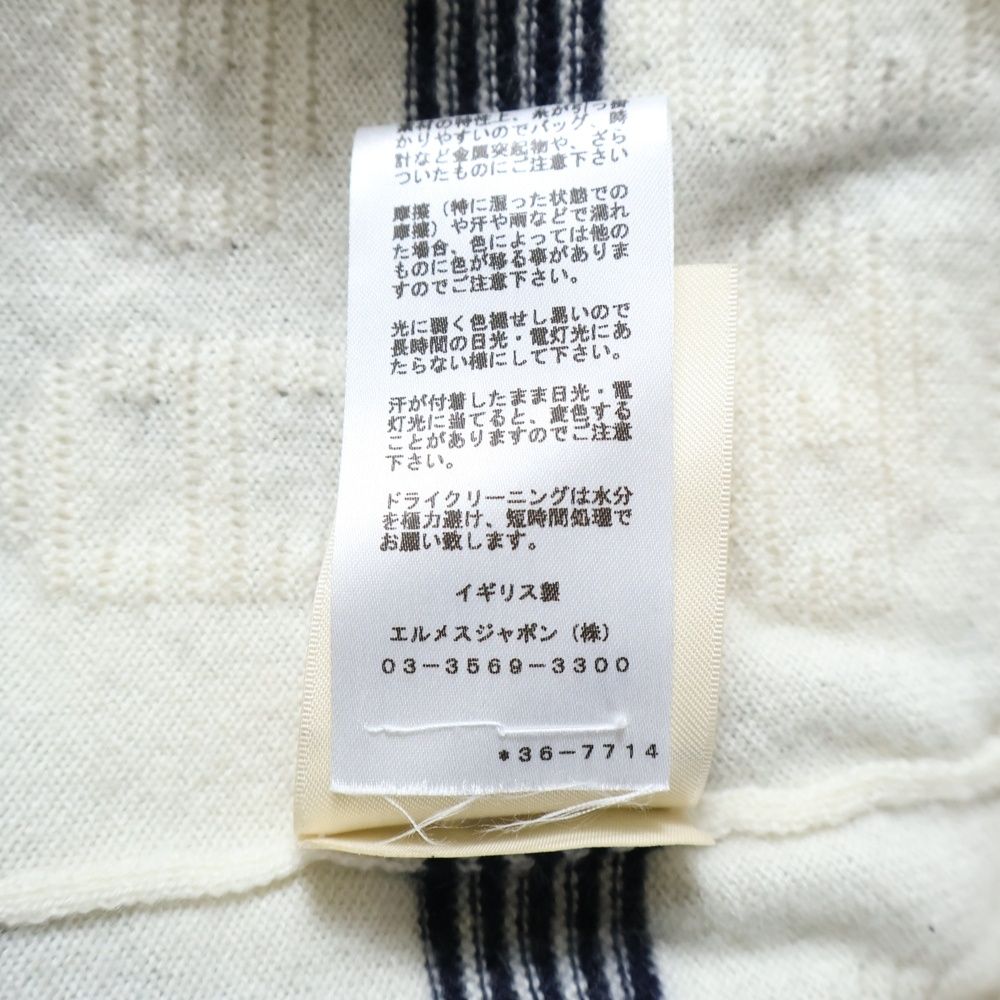 素材の特性上、糸が引っ
かりやすいのでバッグ、時
計など金属突起物や、ざら
ついたものにご注意下さい
摩擦（特に湿った状態での
摩擦）や汗や雨などで濡れ
た場合、色によっては他の
ものに色が移る事がありま
すのでご注意下さい。
光に弱く色褪せし易いので
長時間の日光・電灯光にあ
たらない様にして下さい。
汗が付着したまま日光・電
灯光に当てると、変色する
ことがありますのでご注意
下さい。
ドライクリーニングは水分
を極力避け、短時間処理で
お願い致します。
イギリス製
エルメスジャポン（株）
03-3569-3300
*36-7714